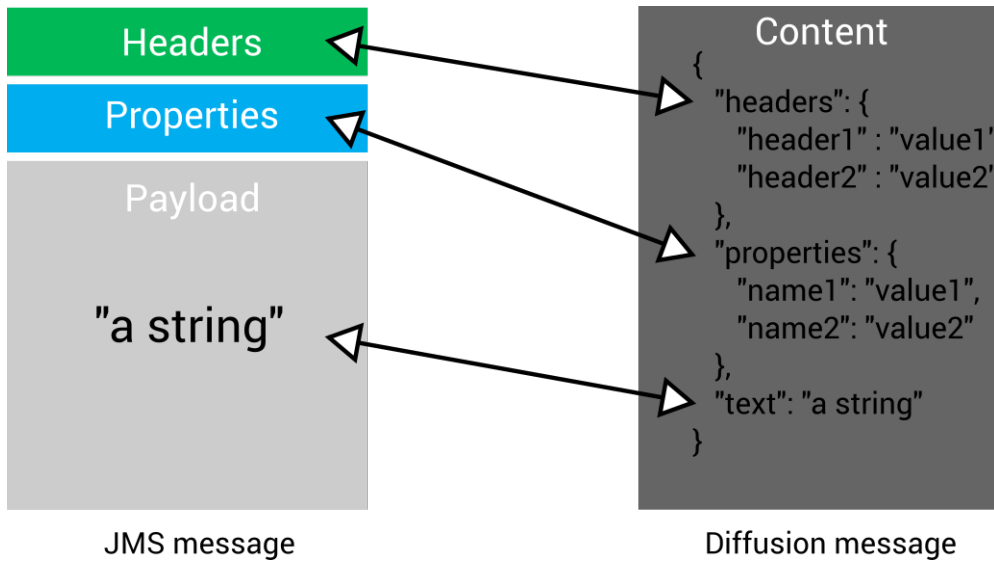 Headers
Properties
Payload
"a string"
JMS message
Content
{
"headers": {
"header1" : "value1"
"header2" : "value2"
},
"properties": {
"name1": "value1",
"name2": "value2"
},
"text": "a string"
}
Diffusion message